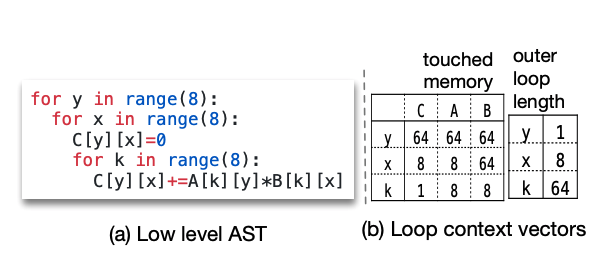 for y in range(8):
for x in range(8):
C[y][x]=0
for k in range(8):
C[y][x]+=A[k][y]*B[k][x]
(a) Low level AST
touched
memory
C A B
y 64 64 64
x 8 8 64
k 1 8 8
outer
loop
length
y 1
x 8
k 64
(b) Loop context vectors